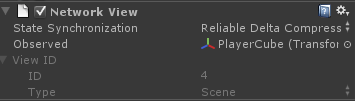 Network View
State Synchronization Reliable Delta Compress
Observed PlayerCube (Transfor
View ID
ID 4
Type Scene